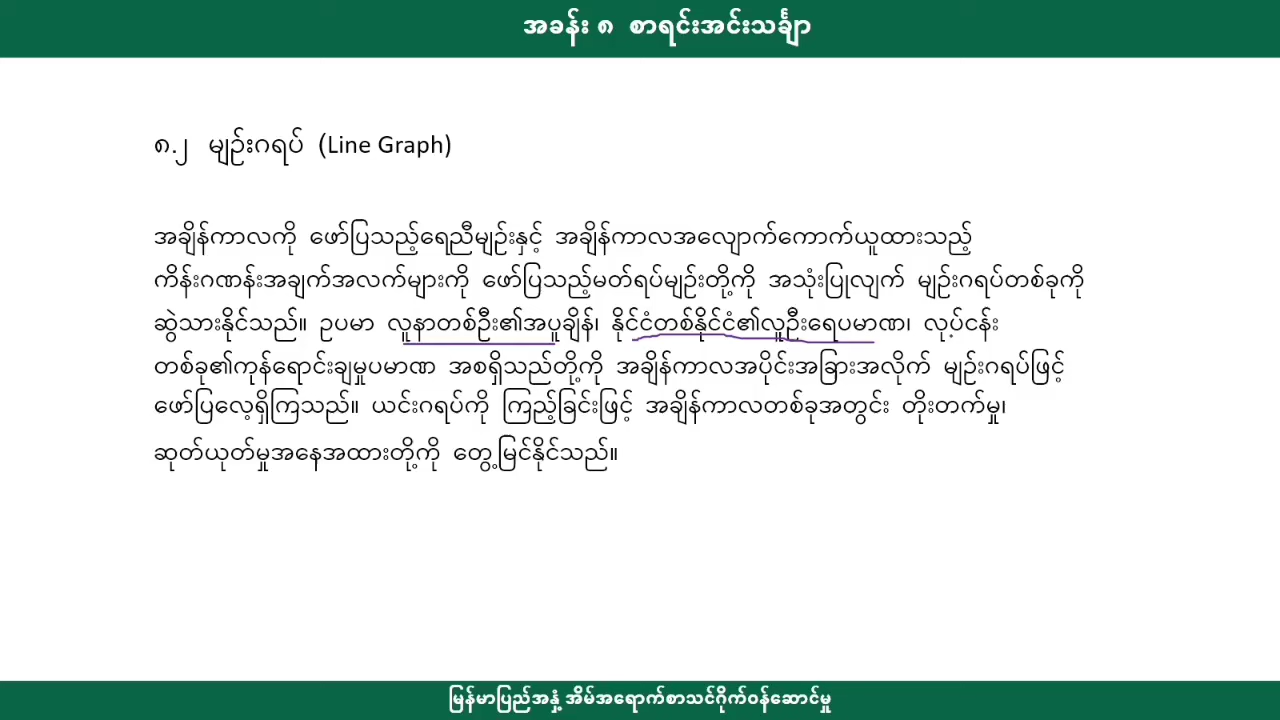 အခန်း ၈ စာရင်းအင်းသင်္ချာ
၈.၂ မျဉ်းဂရပ် (Line Graph)
အချိန်ကာလကို ဖော်ပြသည့်ရေညီမျဉ်းနှင့် အချိန်ကာလအလျောက်ကောက်ယူထားသည့်
ကိန်းဂဏန်းအချက်အလက်များကို ဖော်ပြသည့်မတ်ရပ်မျဉ်းတို့ကို အသုံးပြုလျက် မျဉ်းဂရပ်တစ်ခုကို
ဆွဲသားနိုင်သည်။ ဥပမာ လူနာတစ်ဦး၏အပူချိန်၊ နိုင်ငံတစ်နိုင်ငံ၏လူဦးရေပမာဏ၊ လုပ်ငန်း
တစ်ခု၏ကုန်ရောင်းချမှုပမာဏ အစရှိသည်တို့ကို အချိန်ကာလအပိုင်းအခြားအလိုက် မျဉ်းဂရပ်ဖြင့်
ဖော်ပြလေ့ရှိကြသည်။ ယင်းဂရပ်ကို ကြည့်ခြင်းဖြင့် အချိန်ကာလတစ်ခုအတွင်း တိုးတက်မှု၊
ဆုတ်ယုတ်မှုအနေအထားတို့ကို တွေ့မြင်နိုင်သည်။
မြန်မာပြည်အနှံ့ အိမ်အရောက်စာသင်ဂိုက်ဝန်ဆောင်မှု